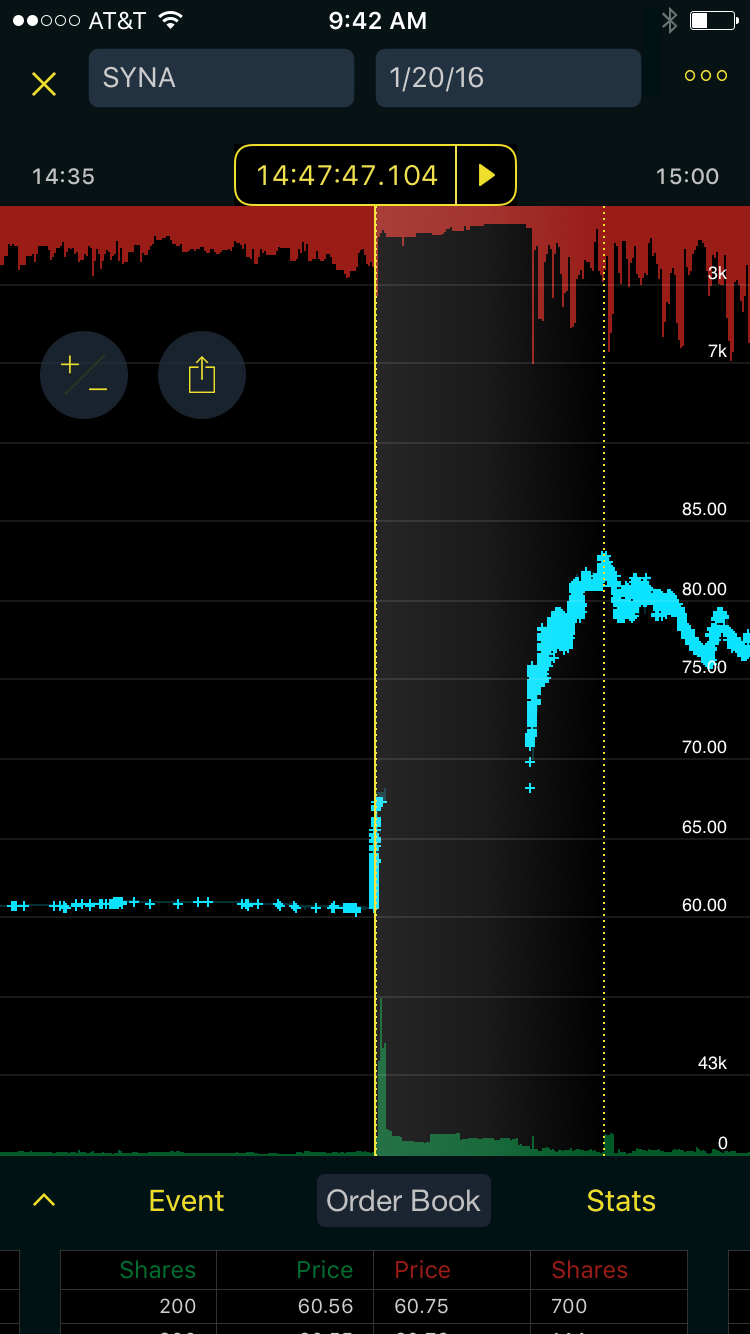 AT&T 9:42 AM
SYNA 1/20/16
14:35 14:47:47.104 15:00
3k
7k
85.00
80.00
75.00
70.00
65.00
60.00
43k
0
Event Order Book Stats
Shares Price Price Shares
200 60.56 60.75 700